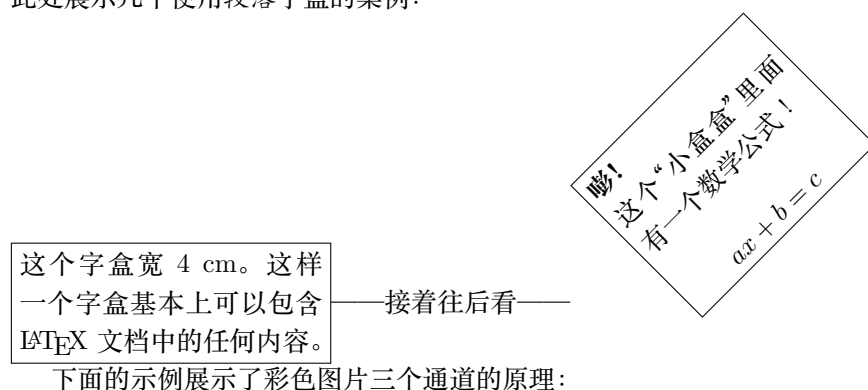 此处展示几个使用段落字盒的案例：
嘭！
这个“小盒盒”里面
有一个数学公式！
ax + b = c
这个字盒宽 4 cm。这样
一个字盒基本上可以包含
LATEX 文档中的任何内容。
——接着往后看——
下面的示例展示了彩色图片三个通道的原理：